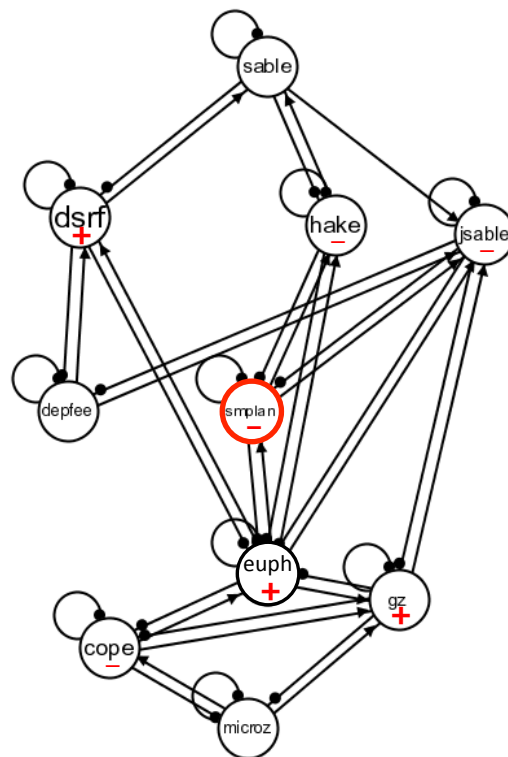 sable
dsrf
+
hake
–
jsable
–
depfee
smplan
–
euph
+
gz
+
cope
–
microz